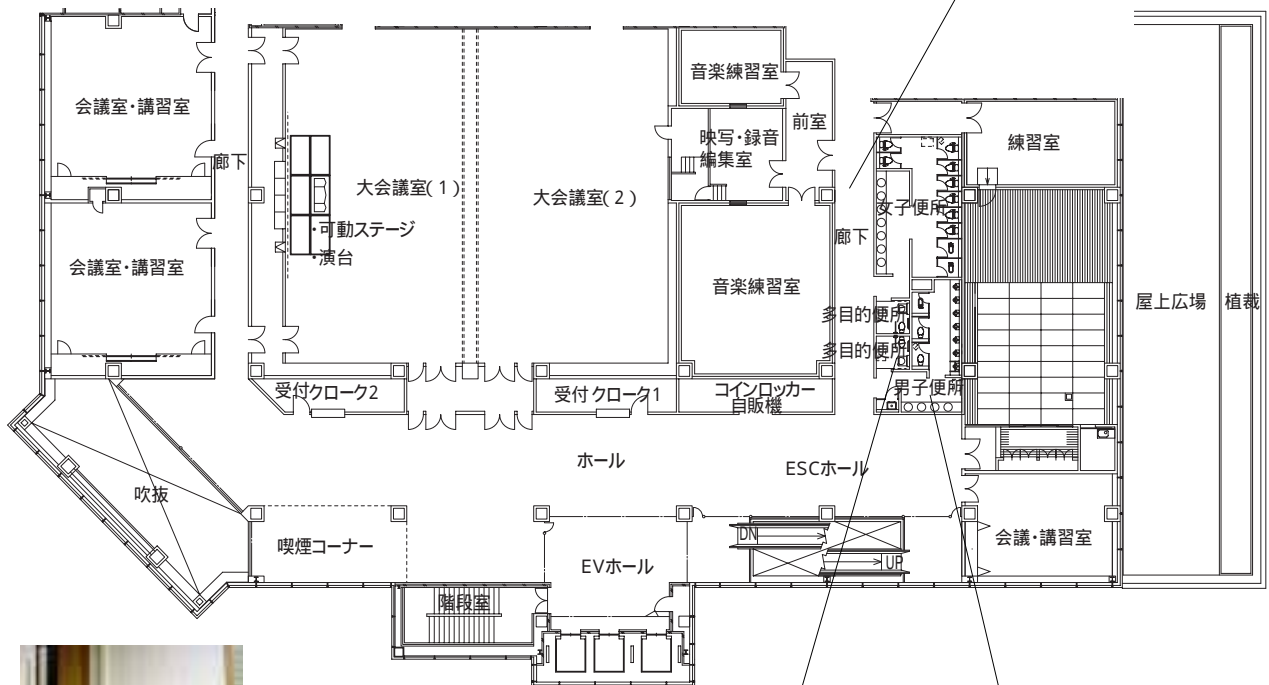 音楽練習室
会議室・講習室
映写・録音
編集室
前室
練習室
廊下
大会議室(1)
大会議室(2)
女子便所
・可動ステージ
・演台
廊下
会議室・講習室
音楽練習室
屋上広場
植裁
多目的便所
多目的便所
受付クローク2
受付クローク1
コインロッカー
自販機
男子便所
ホール
ESCホール
吹抜
喫煙コーナー
DN
UP
EVホール
会議・講習室
階段室